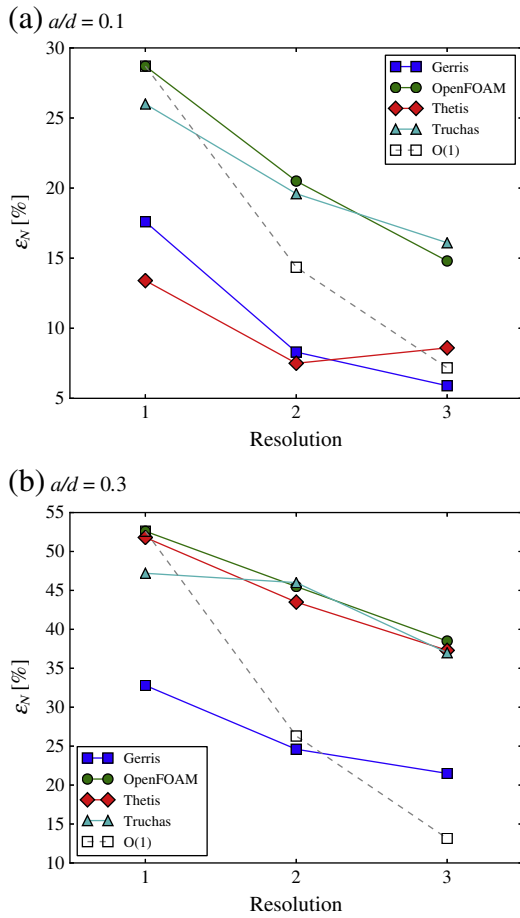 (a) a/d = 0.1
30
25
20
15
10
5
εN [%]
Gerris
OpenFOAM
Thetis
Truchas
O(1)
1 2 3
Resolution
(b) a/d = 0.3
55
50
45
40
35
30
25
20
15
10
εN [%]
Gerris
OpenFOAM
Thetis
Truchas
O(1)
1 2 3
Resolution